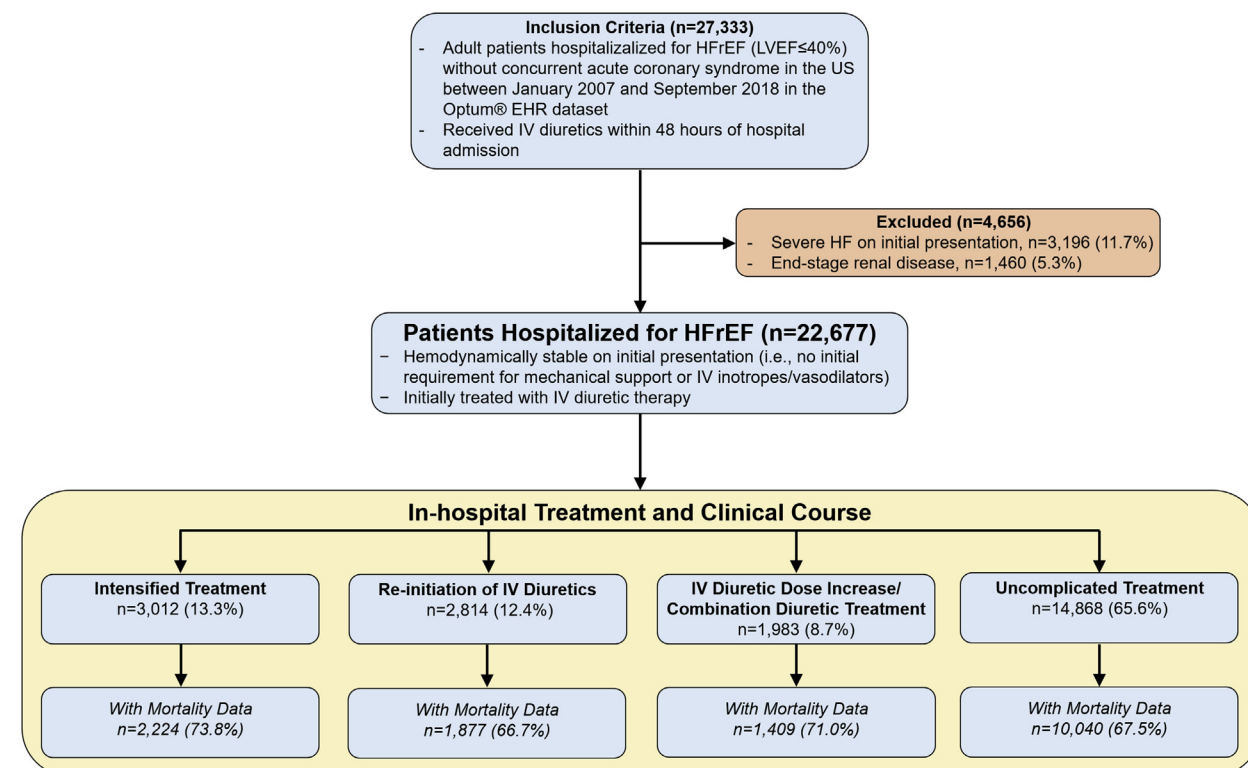 Inclusion Criteria (n=27,333)
- Adult patients hospitalizalized for HFrEF (LVEF≤40%)
without concurrent acute coronary syndrome in the US
between January 2007 and September 2018 in the
Optum® EHR dataset
- Received IV diuretics within 48 hours of hospital
admission
Excluded (n=4,656)
- Severe HF on initial presentation, n=3,196 (11.7%)
- End-stage renal disease, n=1,460 (5.3%)
Patients Hospitalized for HFrEF (n=22,677)
− Hemodynamically stable on initial presentation (i.e., no initial
requirement for mechanical support or IV inotropes/vasodilators)
− Initially treated with IV diuretic therapy
In-hospital Treatment and Clinical Course
Intensified Treatment
n=3,012 (13.3%)
Re-initiation of IV Diuretics
n=2,814 (12.4%)
IV Diuretic Dose Increase/
Combination Diuretic Treatment
n=1,983 (8.7%)
Uncomplicated Treatment
n=14,868 (65.6%)
With Mortality Data
n=2,224 (73.8%)
With Mortality Data
n=1,877 (66.7%)
With Mortality Data
n=1,409 (71.0%)
With Mortality Data
n=10,040 (67.5%)